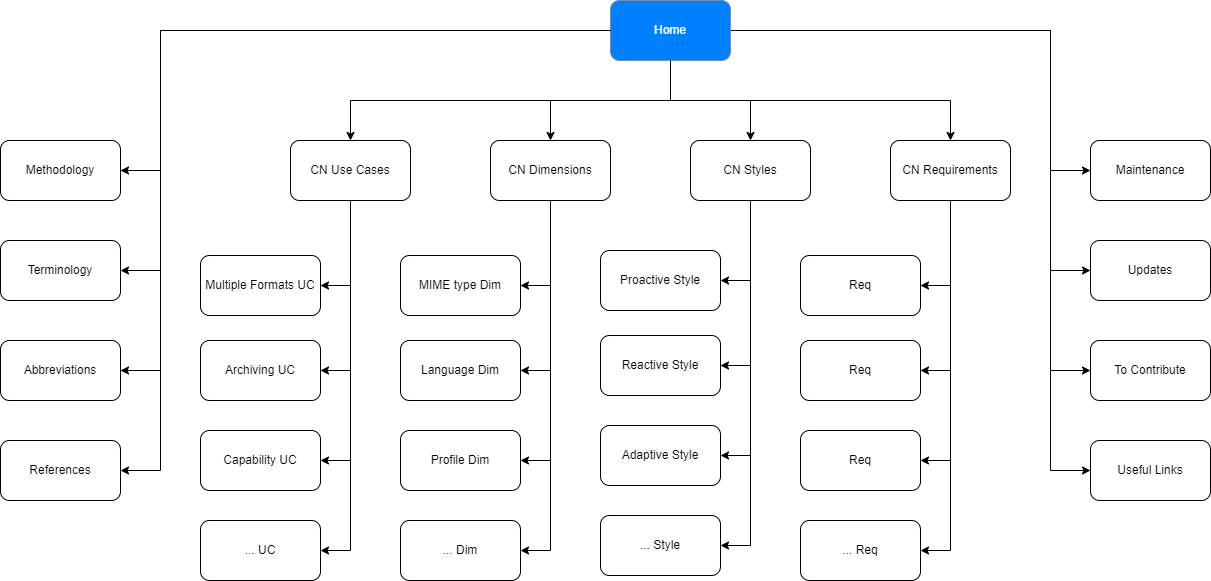 Home
CN Use Cases
CN Dimensions
CN Styles
CN Requirements
Methodology
Terminology
Abbreviations
References
Multiple Formats UC
Archiving UC
Capability UC
... UC
MIME type Dim
Language Dim
Profile Dim
... Dim
Proactive Style
Reactive Style
Adaptive Style
... Style
Req
Req
Req
... Req
Maintenance
Updates
To Contribute
Useful Links